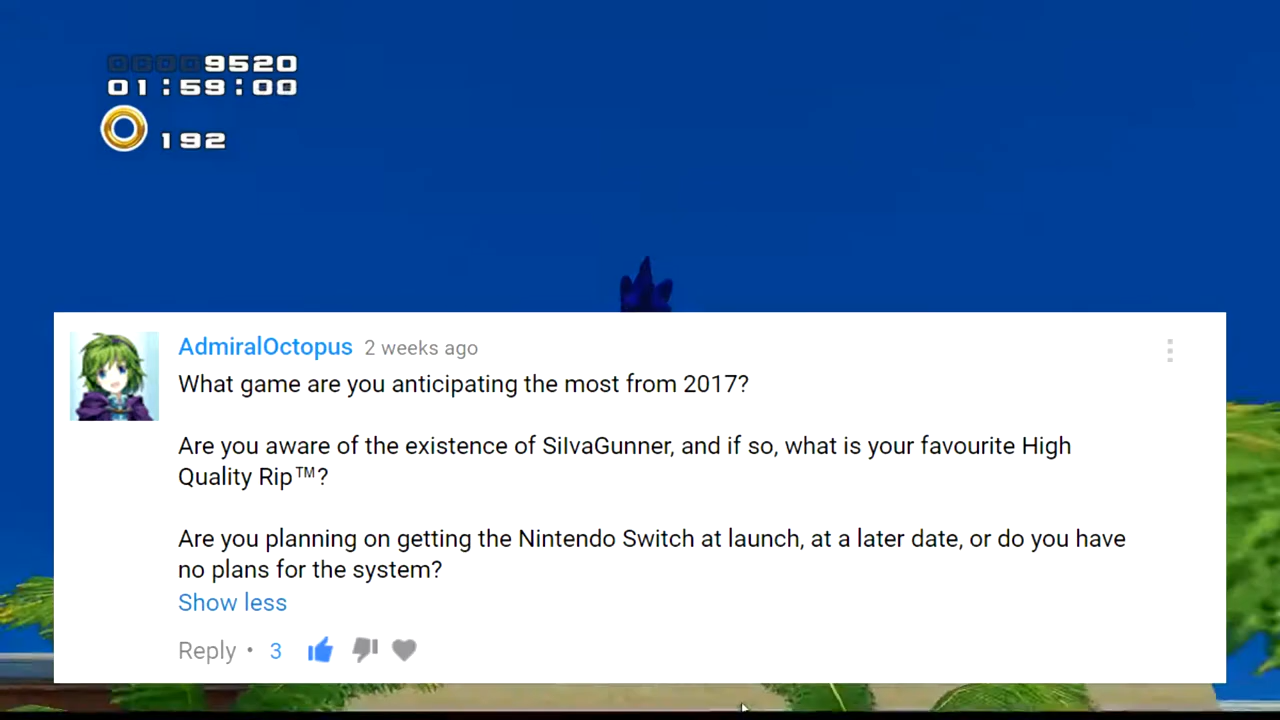 00009520
01:59:00
192
AdmiralOctopus 2 weeks ago
What game are you anticipating the most from 2017?
Are you aware of the existence of SiIvaGunner, and if so, what is your favourite High
Quality Rip™?
Are you planning on getting the Nintendo Switch at launch, at a later date, or do you have
no plans for the system?
Show less
Reply • 3